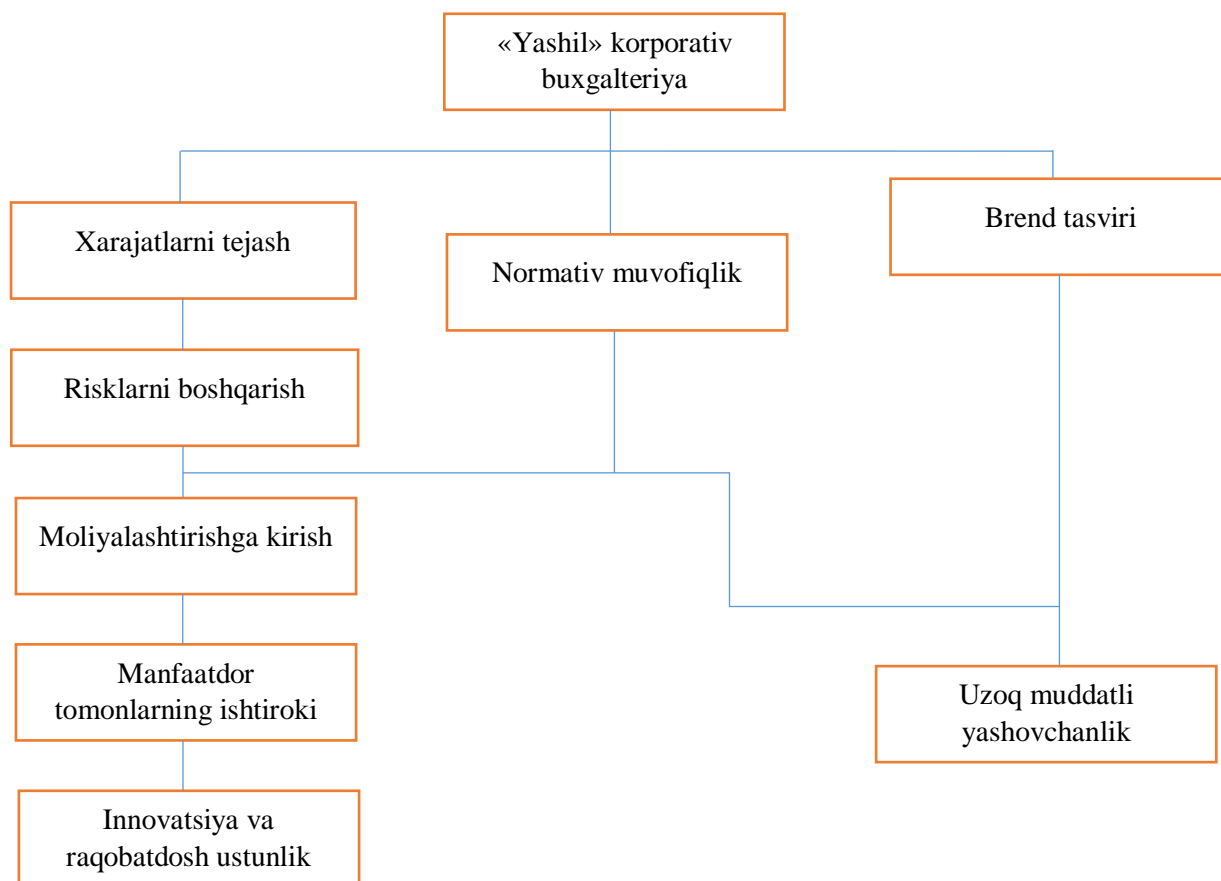 «Yashil» korporativ
buxgalteriya
Xarajatlarni tejash
Normativ muvofiqlik
Brend tasviri
Risklarni boshqarish
Moliyalashtirishga kirish
Manfaatdor
tomonlarning ishtiroki
Uzoq muddatli
yashovchanlik
Innovatsiya va
raqobatdosh ustunlik